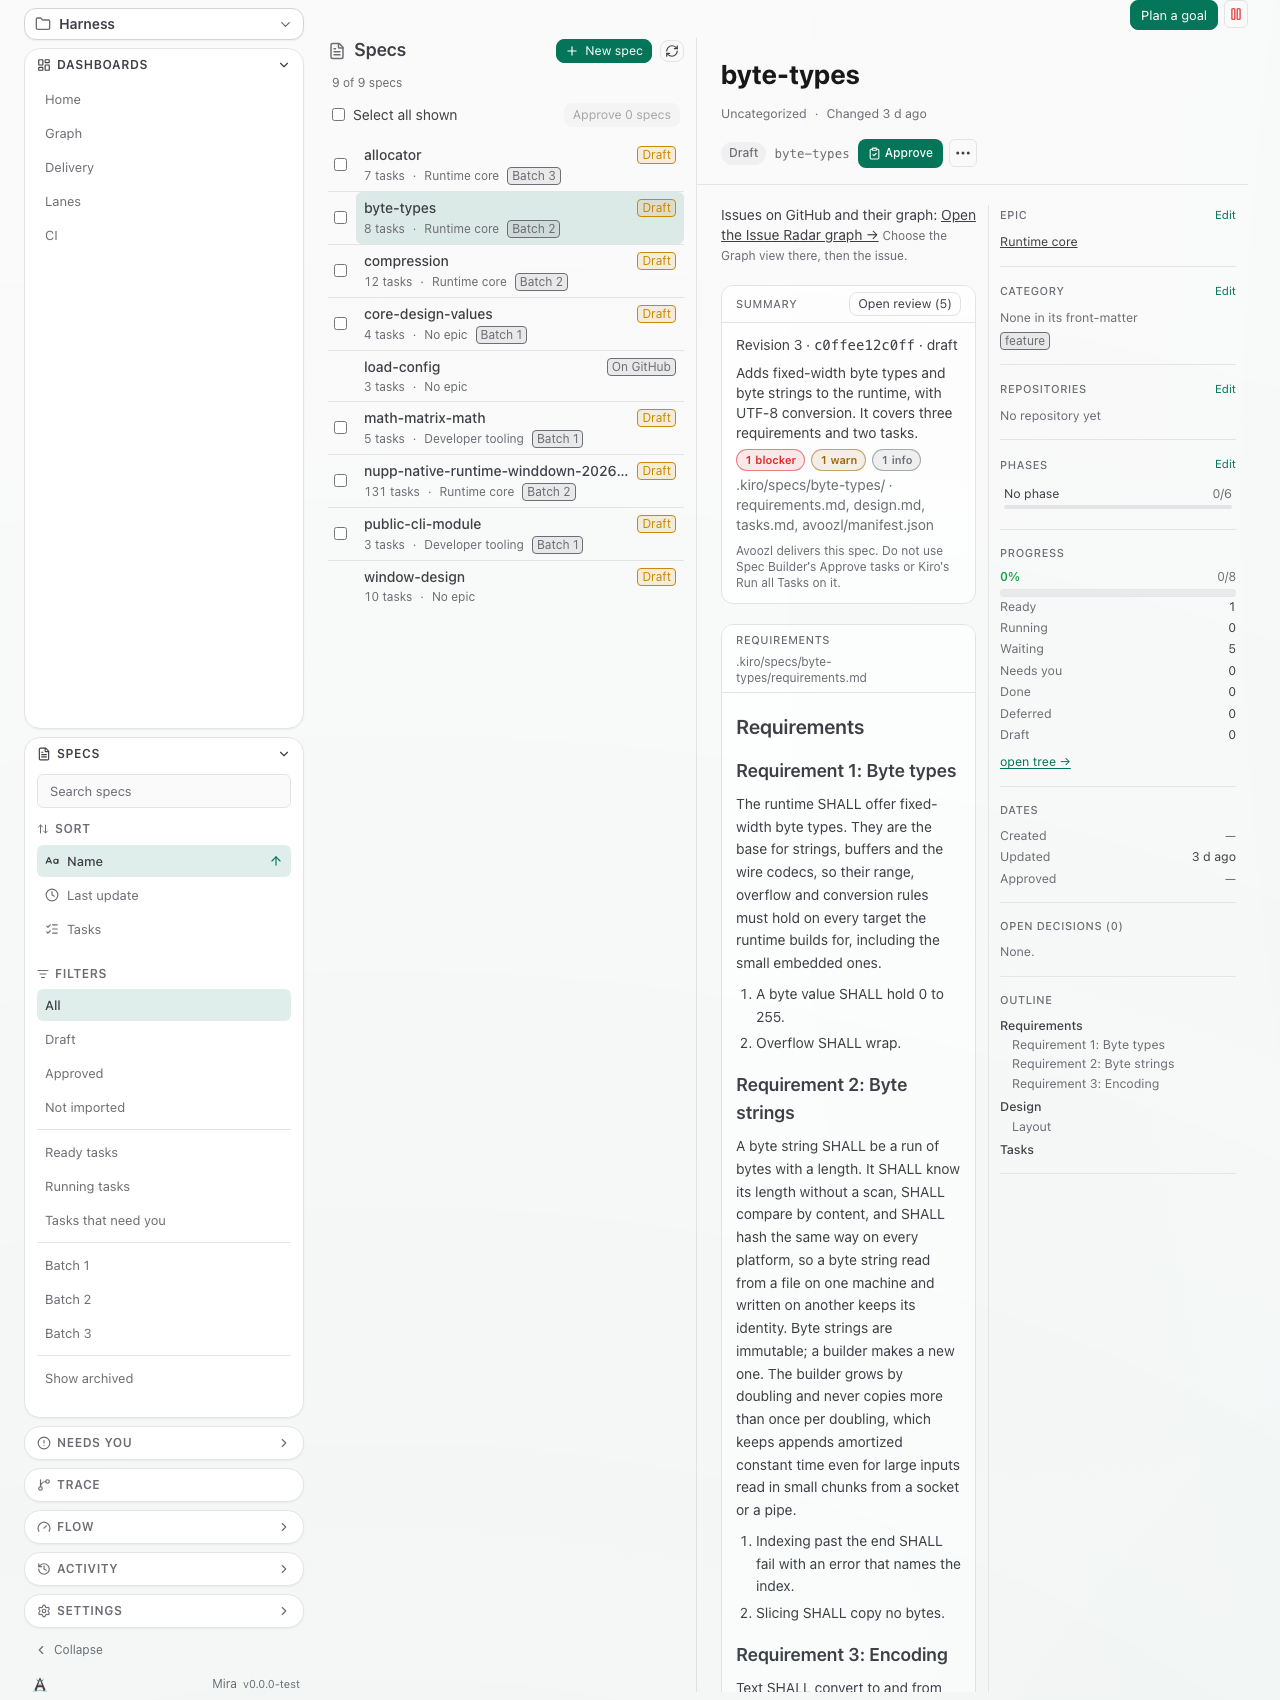 Harness
DASHBOARDS
Home
Graph
Delivery
Lanes
CI
SPECS
Search specs
SORT
Aa Name
Last update
Tasks
FILTERS
All
Draft
Approved
Not imported
Ready tasks
Running tasks
Tasks that need you
Batch 1
Batch 2
Batch 3
Show archived
NEEDS YOU
TRACE
FLOW
ACTIVITY
SETTINGS
Collapse
Mira v0.0.0-test
Specs
New spec
9 of 9 specs
Select all shown
Approve 0 specs
allocator
Draft
7 tasks · Runtime core Batch 3
byte-types
Draft
8 tasks · Runtime core Batch 2
compression
Draft
12 tasks · Runtime core Batch 2
core-design-values
Draft
4 tasks · No epic Batch 1
load-config
On GitHub
3 tasks · No epic
math-matrix-math
Draft
5 tasks · Developer tooling Batch 1
nupp-native-runtime-winddown-2026...
Draft
131 tasks · Runtime core Batch 2
public-cli-module
Draft
3 tasks · Developer tooling Batch 1
window-design
Draft
10 tasks · No epic
Plan a goal
byte-types
Uncategorized · Changed 3 d ago
Draft byte-types Approve
Issues on GitHub and their graph: Open
the Issue Radar graph → Choose the
Graph view there, then the issue.
SUMMARY
Open review (5)
Revision 3 · c0ffee12c0ff · draft
Adds fixed-width byte types and
byte strings to the runtime, with
UTF-8 conversion. It covers three
requirements and two tasks.
1 blocker 1 warn 1 info
.kiro/specs/byte-types/ ·
requirements.md, design.md,
tasks.md, avoozl/manifest.json
Avoozl delivers this spec. Do not use
Spec Builder's Approve tasks or Kiro's
Run all Tasks on it.
REQUIREMENTS
.kiro/specs/byte-
types/requirements.md
Requirements
Requirement 1: Byte types
The runtime SHALL offer fixed-
width byte types. They are the
base for strings, buffers and the
wire codecs, so their range,
overflow and conversion rules
must hold on every target the
runtime builds for, including the
small embedded ones.
1. A byte value SHALL hold 0 to
255.
2. Overflow SHALL wrap.
Requirement 2: Byte
strings
A byte string SHALL be a run of
bytes with a length. It SHALL know
its length without a scan, SHALL
compare by content, and SHALL
hash the same way on every
platform, so a byte string read
from a file on one machine and
written on another keeps its
identity. Byte strings are
immutable; a builder makes a new
one. The builder grows by
doubling and never copies more
than once per doubling, which
keeps appends amortized
constant time even for large inputs
read in small chunks from a socket
or a pipe.
1. Indexing past the end SHALL
fail with an error that names the
index.
2. Slicing SHALL copy no bytes.
Requirement 3: Encoding
Text SHALL convert to and from
EPIC
Edit
Runtime core
CATEGORY
Edit
None in its front-matter
feature
REPOSITORIES
Edit
No repository yet
PHASES
Edit
No phase 0/6
PROGRESS
0% 0/8
Ready 1
Running 0
Waiting 5
Needs you 0
Done 0
Deferred 0
Draft 0
open tree →
DATES
Created —
Updated 3 d ago
Approved —
OPEN DECISIONS (0)
None.
OUTLINE
Requirements
Requirement 1: Byte types
Requirement 2: Byte strings
Requirement 3: Encoding
Design
Layout
Tasks